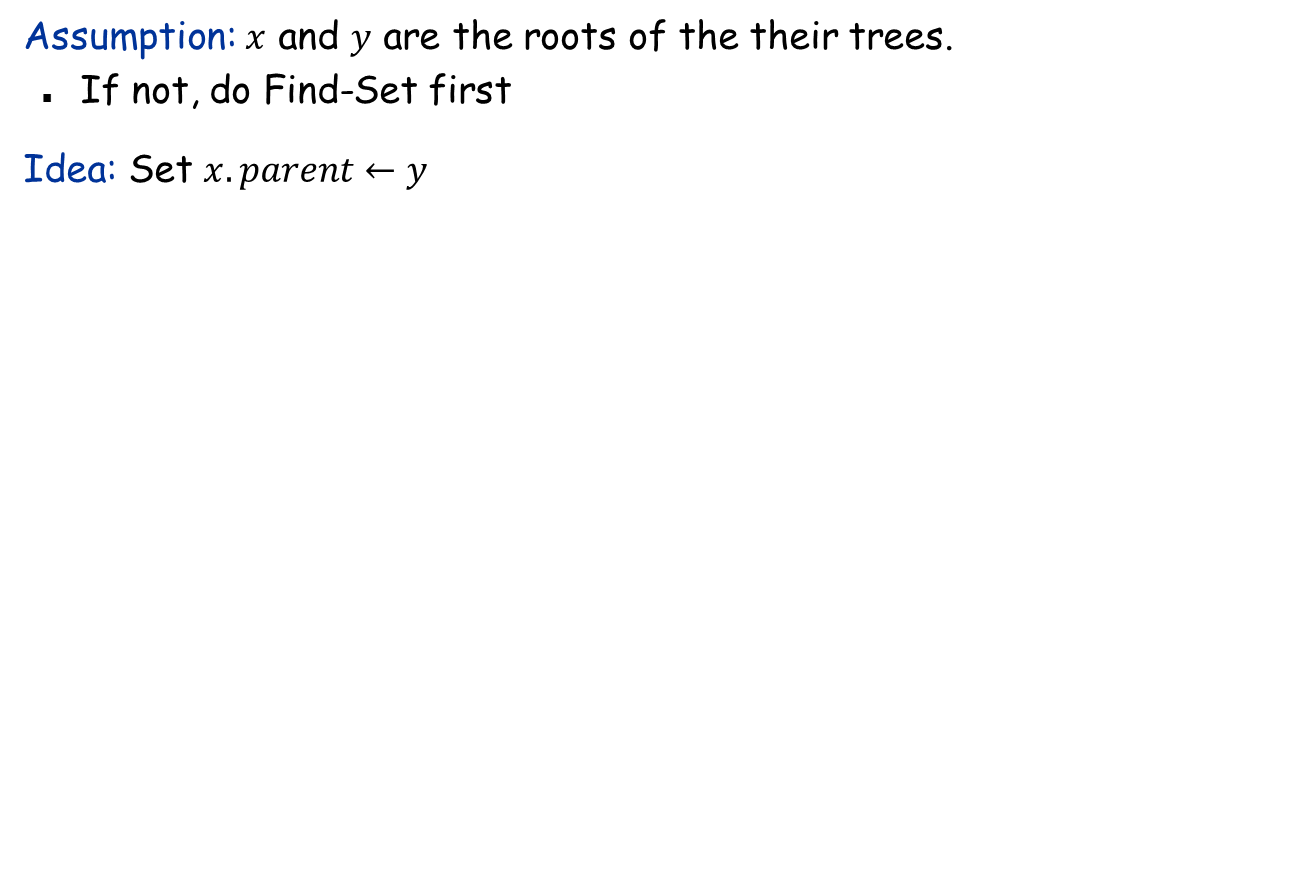 Assumption: x and y are the roots of the their trees.
▪ If not, do Find-Set first
Idea: Set x.parent ← y